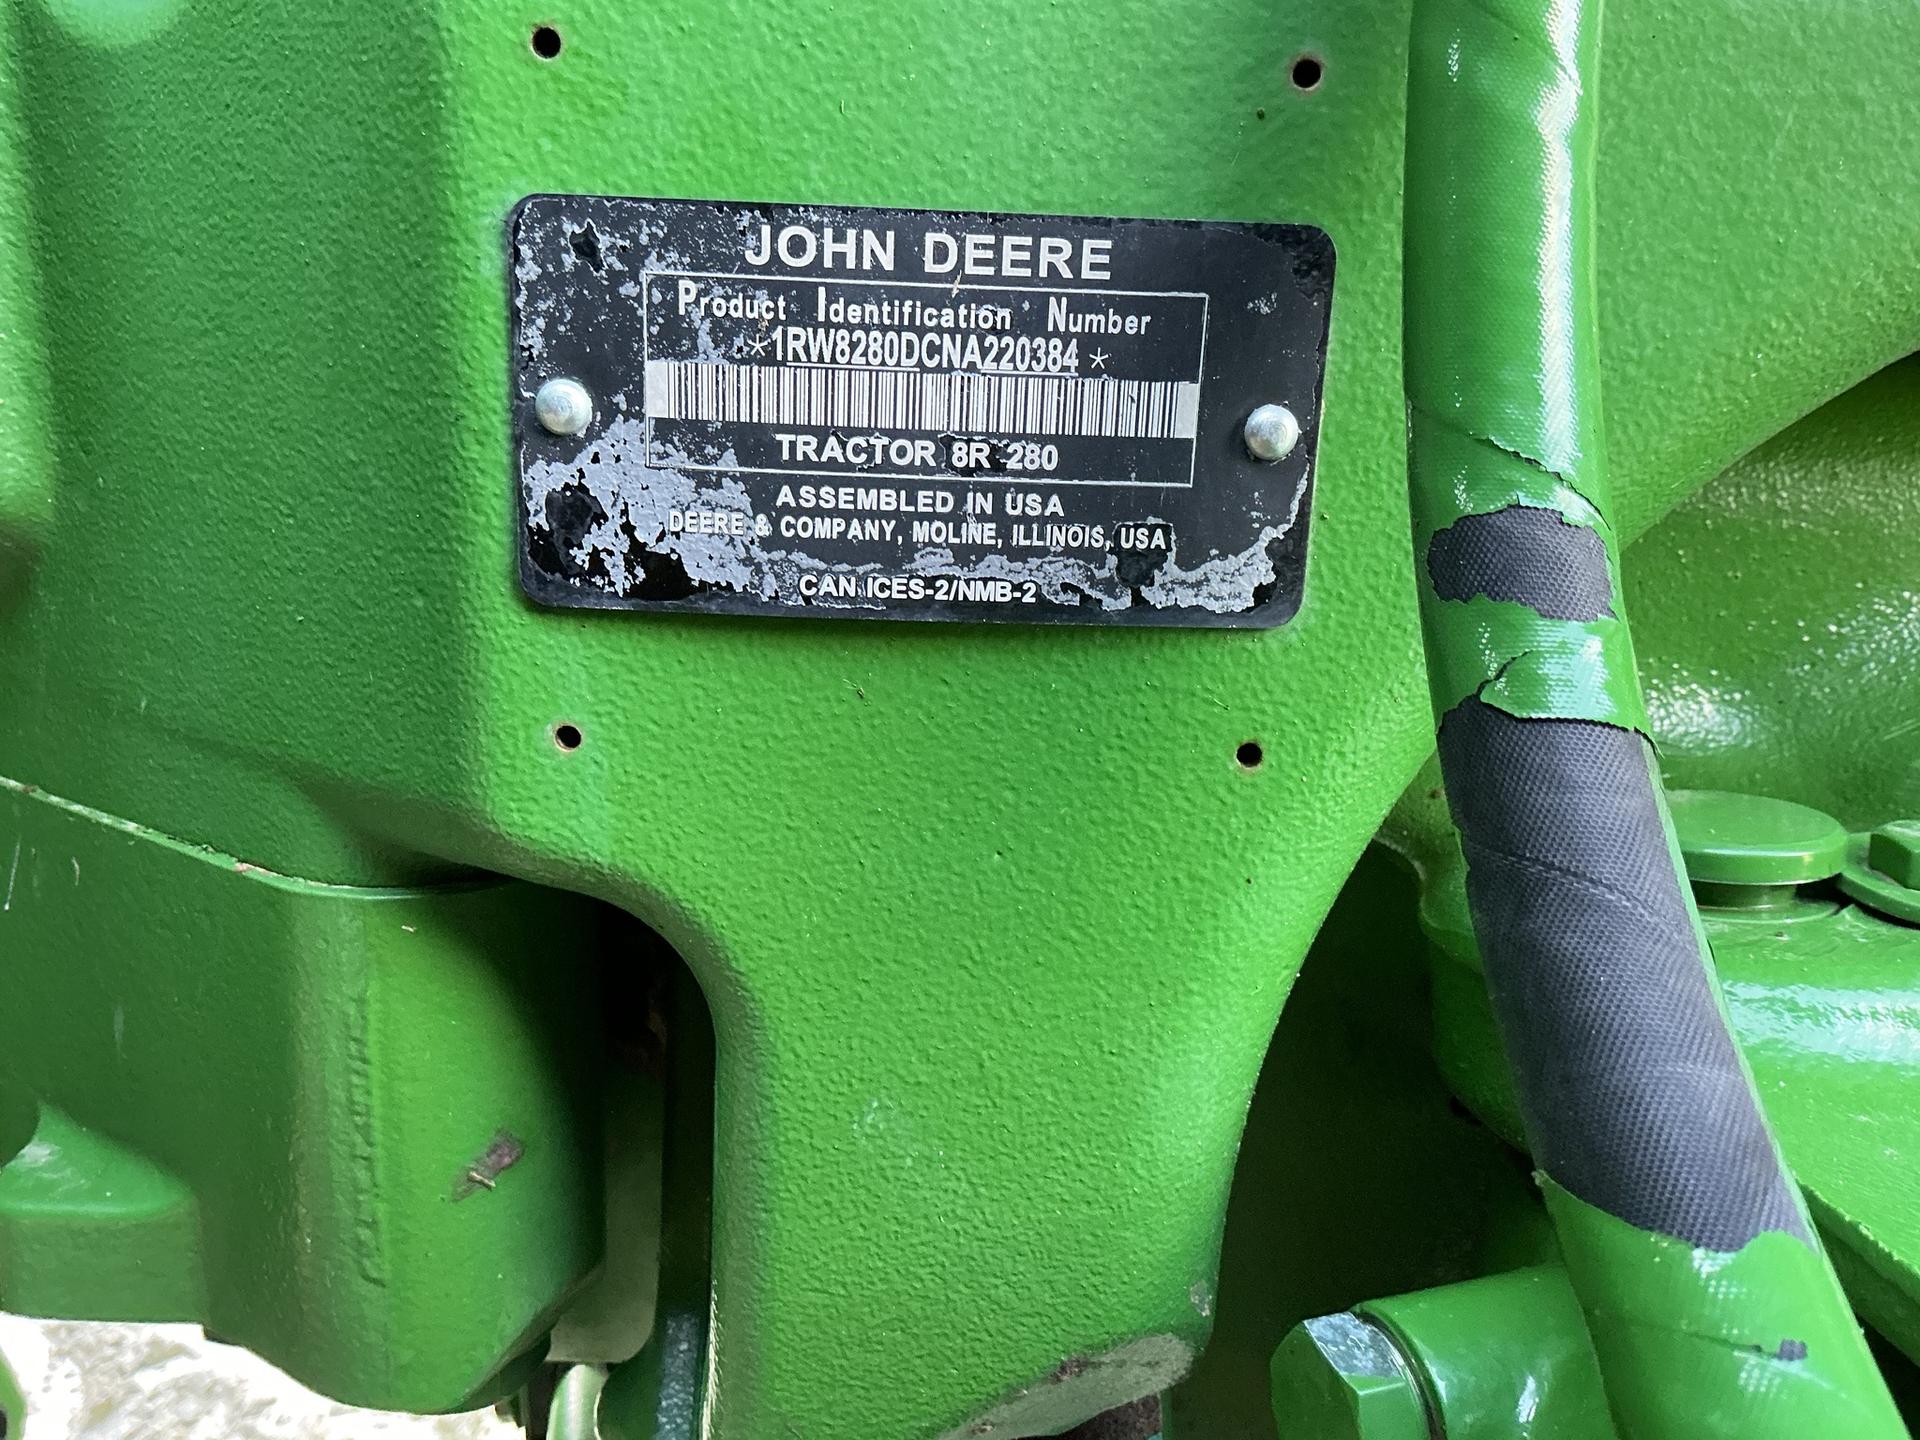 JOHN DEERE
Product Identification Number
*1RW8280DCNA220384*
TRACTOR 8R 280
ASSEMBLED IN USA
DEERE & COMPANY, MOLINE, ILLINOIS, USA
CAN ICES-2/NMB-2